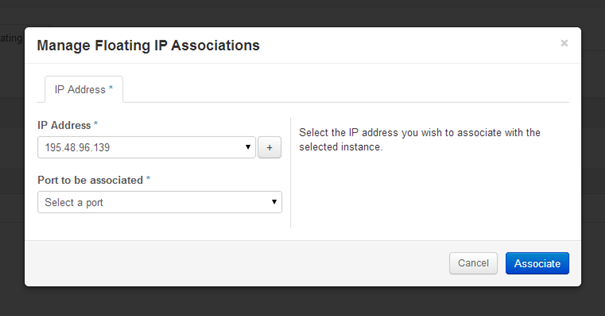 ating
Manage Floating IP Associations
×
IP Address *
IP Address *
195.48.96.139
+
Select the IP address you wish to associate with the
selected instance.
Port to be associated *
Select a port
Cancel
Associate